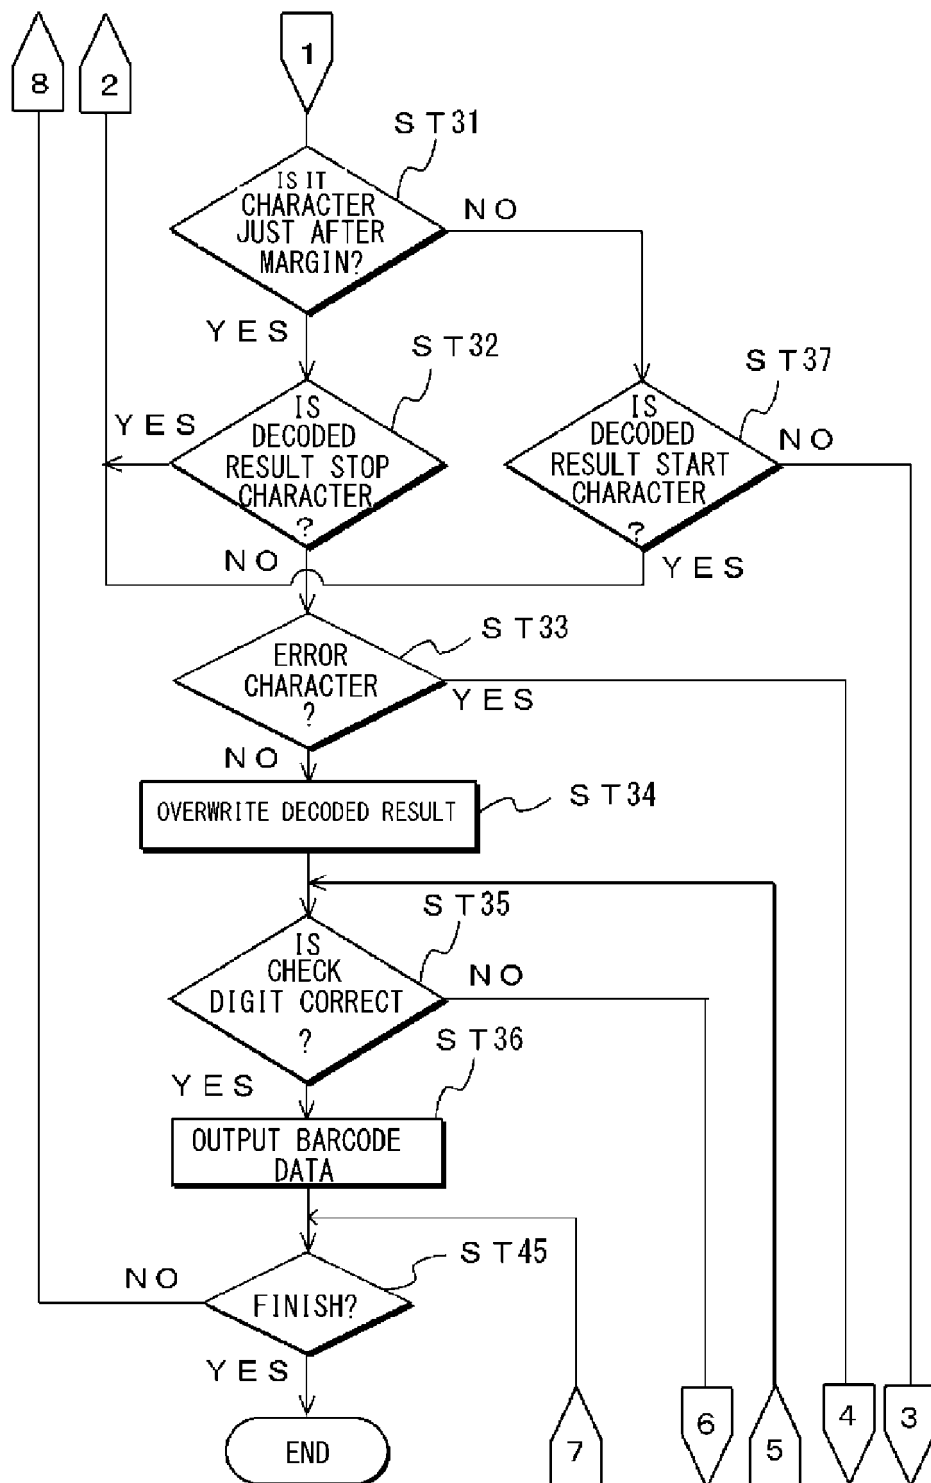 8
2
1
ST31
IS IT
CHARACTER
JUST AFTER
MARGIN?
NO
YES
ST32
ST37
YES
IS
DECODED
RESULT STOP
CHARACTER
?
IS
DECODED
RESULT START
CHARACTER
?
NO
NO
YES
ST33
ERROR
CHARACTER
?
YES
NO
OVERWRITE DECODED RESULT
ST34
ST35
IS
CHECK
DIGIT CORRECT
?
NO
ST36
YES
OUTPUT BARCODE
DATA
ST45
NO
FINISH?
YES
END
7
6
5
4
3